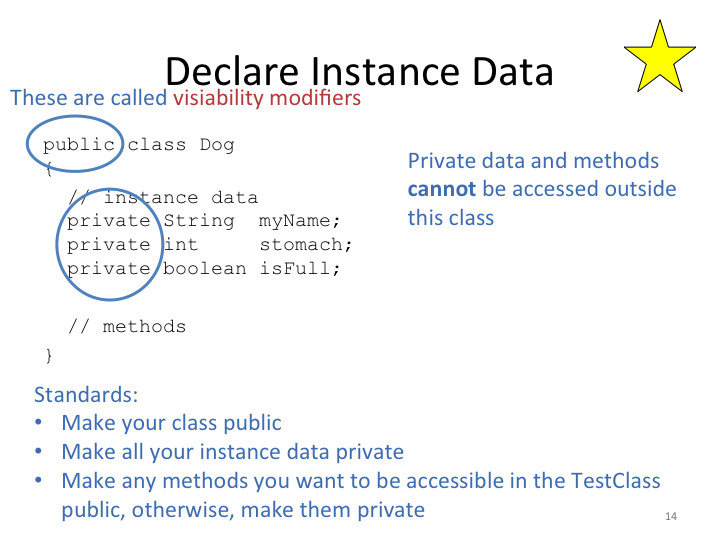 Declare Instance Data
These are called visiability modifiers
public class Dog
{
// instance data
private String myName;
private int stomach;
private boolean isFull;
// methods
}
Private data and methods
cannot be accessed outside
this class
Standards:
• Make your class public
• Make all your instance data private
• Make any methods you want to be accessible in the TestClass
public, otherwise, make them private
14